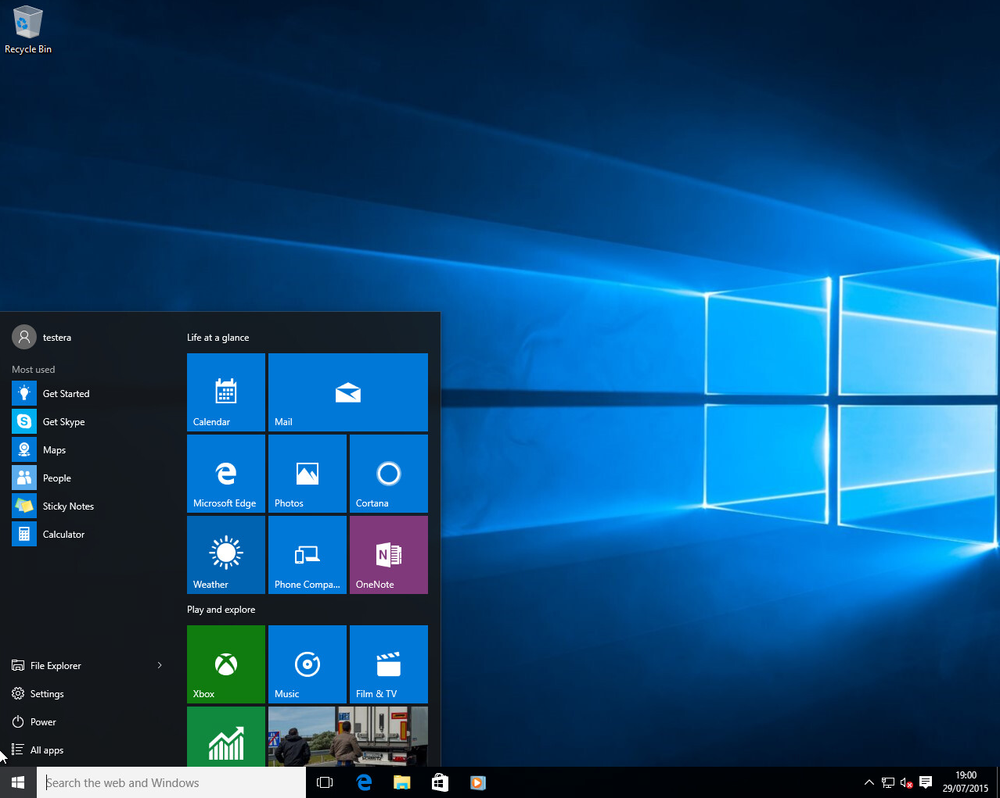 Recycle Bin
testera
Most used
Get Started
Get Skype
Maps
People
Sticky Notes
Calculator
File Explorer
Settings
Power
All apps
Life at a glance
Calendar
Mail
Microsoft Edge
Photos
Cortana
Weather
Phone Compa...
OneNote
Play and explore
Xbox
Music
Film & TV
Search the web and Windows
19:00
29/07/2015